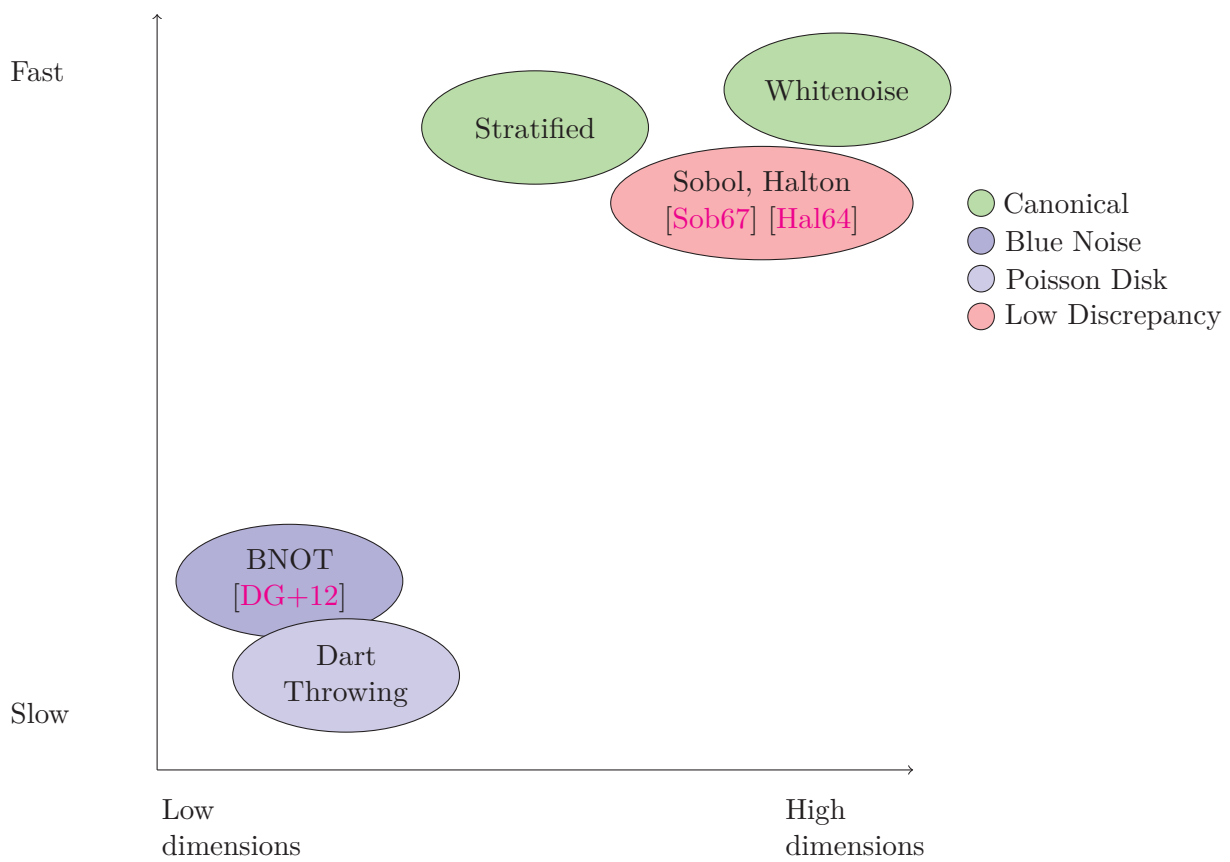 Fast
Whitenoise
Stratified
Sobol, Halton
[Sob67] [Hal64]
Canonical
Blue Noise
Poisson Disk
Low Discrepancy
BNOT
[DG+12]
Dart
Throwing
Slow
Low
dimensions
High
dimensions